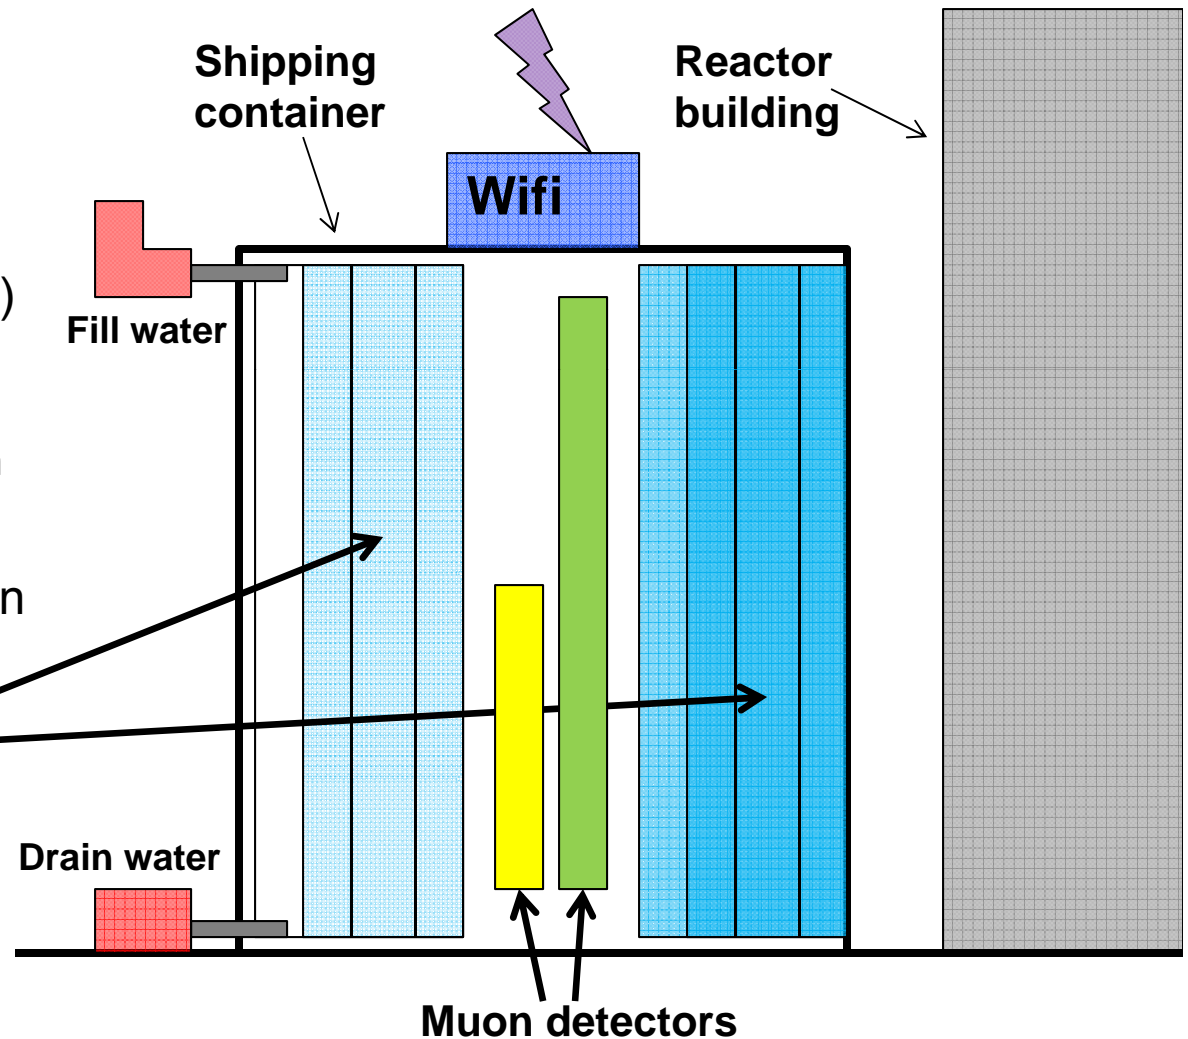 Shipping
container
Reactor
building
Wifi
)
Fill water
n
Drain water
Muon detectors